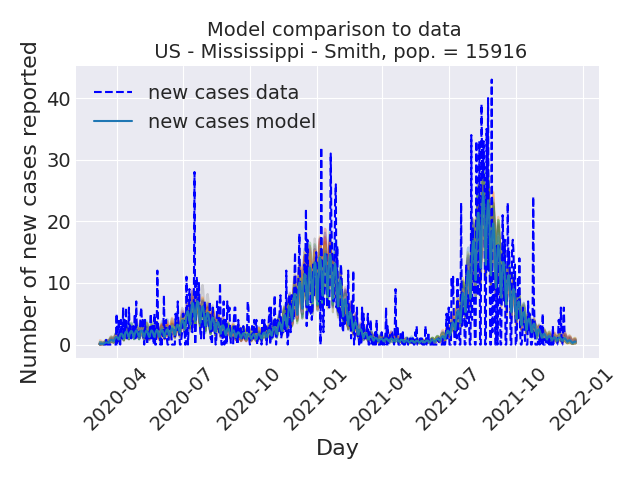 Model comparison to data
US - Mississippi - Smith, pop. = 15916
Number of new cases reported
new cases data
new cases model
40
30
20
10
0
2020-04
2020-07
2020-10
2021-01
2021-04
2021-07
2021-10
2022-01
Day